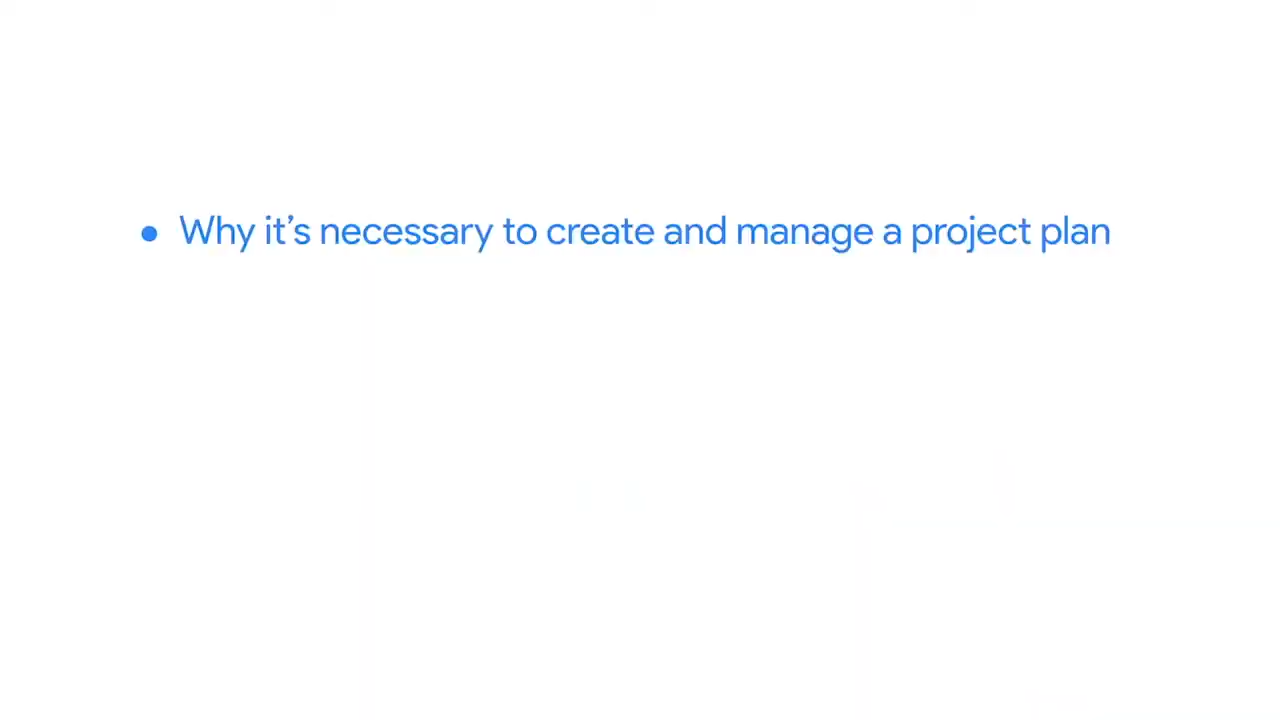 • Why it’s necessary to create and manage a project plan